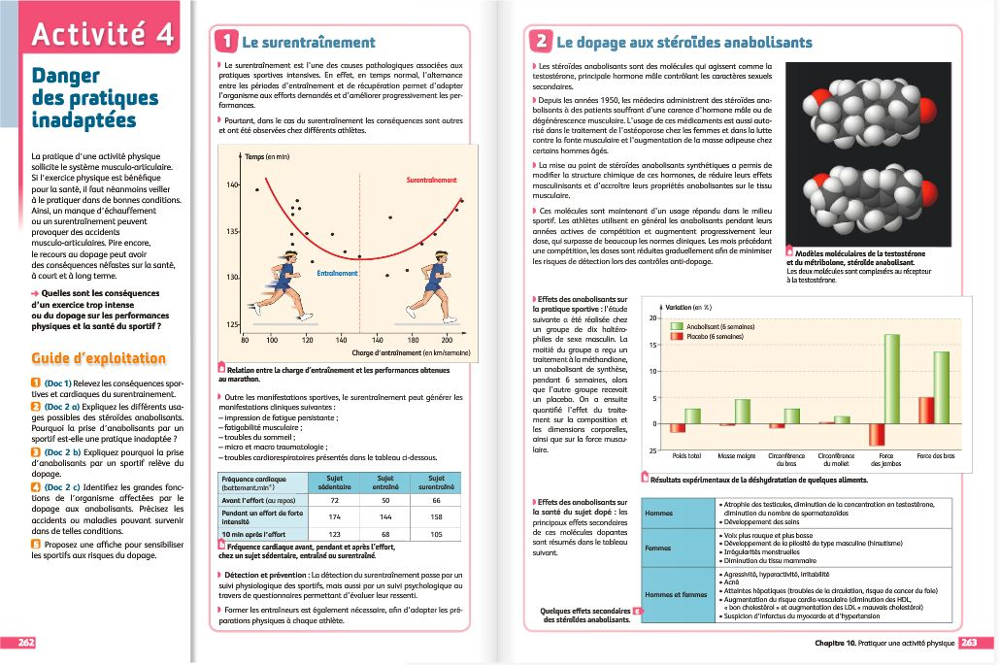 Activité 4
Danger
des pratiques
inadaptées
La pratique d'une activité physique
sollicite le système musculo-articulaire.
Si l'exercice physique est bénéfique
pour la santé, il faut néanmoins veiller
à le pratiquer dans de bonnes conditions.
Ainsi, un manque d'échauffement
ou un surentraînement peuvent
provoquer des accidents
musculo-articulaires. Pire encore,
le recours au dopage peut avoir
des conséquences néfastes sur la santé,
à court et à long terme.
➜ Quelles sont les conséquences
d'un exercice trop intense
ou du dopage sur les performances
physiques et la santé du sportif ?
Guide d'exploitation
1 (Doc 1) Relevez les conséquences spor-
tives et cardiaques du surentrainement.
2 (Doc 2 a) Expliquez les différents usa-
ges possibles des stéroïdes anabolisants.
Pourquoi la prise d'anabolisants par un
sportif est-elle une pratique inadaptée ?
3 (Doc 2 b) Expliquez pourquoi la prise
d'anabolisants par un sportif relève du
dopage.
4 (Doc 2 c) Identifiez les grandes fonc-
tions de l'organisme affectées par le
dopage aux anabolisants. Précisez les
accidents ou maladies pouvant survenir
dans de telles conditions.
5 Proposez une affiche pour sensibiliser
les sportifs aux risques du dopage.
262
1 Le surentraînement
Le surentraînement est l'une des causes pathologiques associées aux
pratiques sportives intensives. En effet, en temps normal, l'alternance
entre les périodes d'entraînement et de récupération permet d'adapter
l'organisme aux efforts demandés et d'améliorer progressivement les per-
formances.
Pourtant, dans le cas du surentraînement les conséquences sont autres
et ont été observées chez différents athlètes.
Temps (en min)
Surentraînement
140
135
130
125
Entraînement
80 100 120 140 160 180 200
Charge d'entraînement (en km/semaine)
a Relation entre la charge d'entraînement et les performances obtenues
au marathon.
Outre les manifestations sportives, le surentraînement peut générer les
manifestations cliniques suivantes :
– impression de fatigue persistante ;
– fatigabilité musculaire ;
– troubles du sommeil ;
– micro et macro traumatologie ;
– troubles cardiorespiratoires présentés dans le tableau ci-dessous.
Fréquence cardiaque (battement.min⁻¹) Sujet sédentaire Sujet entraîné Sujet surentraîné
Avant l'effort (au repos) 72 50 66
Pendant un effort de forte intensité 174 144 158
10 min après l'effort 123 68 105
b Fréquence cardiaque avant, pendant et après l'effort,
chez un sujet sédentaire, entraîné ou surentraîné.
Détection et prévention : La détection du surentraînement passe par un
suivi physiologique des sportifs, mais aussi par un suivi psychologique au
travers de questionnaires permettant d'évaluer leur ressenti.
Former les entraîneurs est également nécessaire, afin d'adapter les pré-
parations physiques à chaque athlète.
2 Le dopage aux stéroïdes anabolisants
Les stéroïdes anabolisants sont des molécules qui agissent comme la
testostérone, principale hormone mâle contrôlant les caractères sexuels
secondaires.
Depuis les années 1950, les médecins administrent des stéroïdes ana-
bolisants à des patients souffrant d'une carence d'hormone mâle ou de
dégénérescence musculaire. L'usage de ces médicaments est aussi auto-
risé dans le traitement de l'ostéoporose chez les femmes et dans la lutte
contre la fonte musculaire et l'augmentation de la masse adipeuse chez
certains hommes âgés.
La mise au point de stéroïdes anabolisants synthétiques a permis de
modifier la structure chimique de ces hormones, de réduire leurs effets
masculinisants et d'accroître leurs propriétés anabolisantes sur le tissu
musculaire.
Ces molécules sont maintenant d'un usage répandu dans le milieu
sportif. Les athlètes utilisent en général les anabolisants pendant leurs
années actives de compétition et augmentent progressivement leur
dose, qui surpasse de beaucoup les normes cliniques. Les mois précédant
une compétition, les doses sont réduites graduellement afin de minimiser
les risques de détection lors des contrôles anti-dopage.
a Modèles moléculaires de la testostérone
et du métribolone, stéroïde anabolisant.
Les deux molécules sont complexées au récepteur
à la testostérone.
Effets des anabolisants sur
la pratique sportive : l'étude
suivante a été réalisée chez
un groupe de dix haltéro-
philes de sexe masculin. La
moitié du groupe a reçu un
traitement à la méthandione,
un anabolisant de synthèse,
pendant 6 semaines, alors
que l'autre groupe recevait
un placebo. On a ensuite
quantifié l'effet du traite-
ment sur la composition et
les dimensions corporelles,
ainsi que sur la force muscu-
laire.
Variation (en %)
Anabolisant (6 semaines)
Placebo (6 semaines)
20
15
10
5
0
25
Poids total Masse maigre Circonférence du bras Circonférence du mollet Force des jambes Force des bras
b Résultats expérimentaux de la déshydratation de quelques aliments.
Effets des anabolisants sur
la santé du sujet dopé : les
principaux effets secondaires
de ces molécules dopantes
sont résumés dans le tableau
suivant.
Quelques effets secondaires c
des stéroïdes anabolisants.
Hommes
• Atrophie des testicules, diminution de la concentration en testostérone,
diminution du nombre de spermatozoïdes
• Développement des seins
Femmes
• Voix plus rauque et plus basse
• Développement de la pilosité de type masculine (hirsutisme)
• Irrégularités menstruelles
• Diminution du tissu mammaire
Hommes et femmes
• Agressivité, hyperactivité, irritabilité
• Acné
• Atteintes hépatiques (troubles de la circulation, risque de cancer du foie)
• Augmentation du risque cardio-vasculaire (diminution des HDL,
« bon cholestérol » et augmentation des LDL « mauvais cholestérol)
• Suspicion d'infarctus du myocarde et d'hypertension
Chapitre 10. Pratiquer une activité physique 263